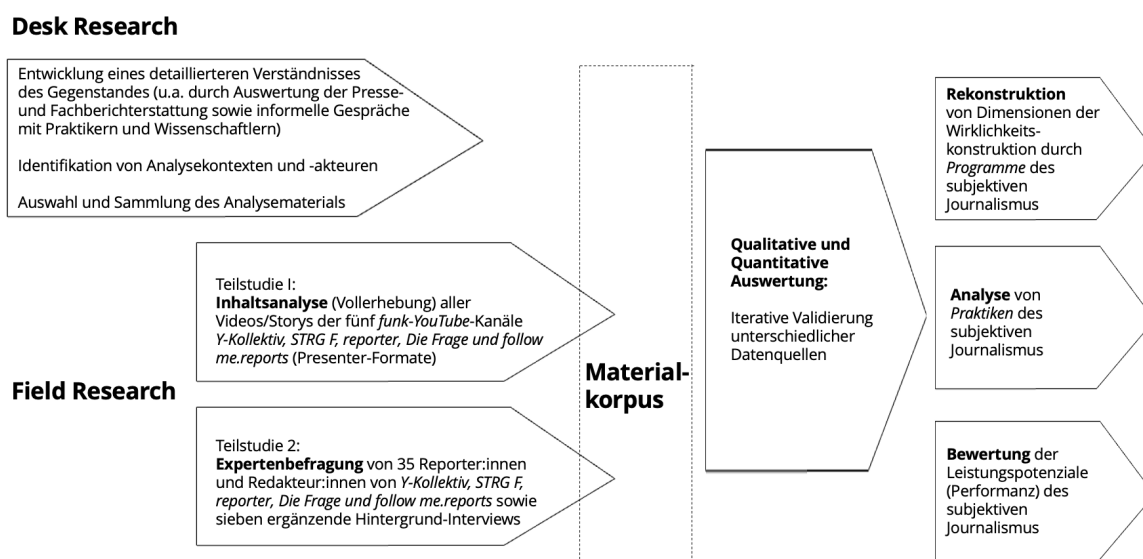 Desk Research
Entwicklung eines detaillierteren Verständnisses
des Gegenstandes (u.a. durch Auswertung der Presse-
und Fachberichterstattung sowie informelle Gespräche
mit Praktikern und Wissenschaftlern)
Identifikation von Analysekontexten und -akteuren
Auswahl und Sammlung des Analysematerials
Field Research
Teilstudie I:
Inhaltsanalyse (Vollerhebung) aller
Videos/Storys der fünf funk-YouTube-Kanäle
Y-Kollektiv, STRG F, reporter, Die Frage und follow
me.reports (Presenter-Formate)
Teilstudie 2:
Expertenbefragung von 35 Reporter:innen
und Redakteur:innen von Y-Kollektiv, STRG F,
reporter, Die Frage und follow me.reports sowie
sieben ergänzende Hintergrund-Interviews
Material-
korpus
Qualitative und
Quantitative
Auswertung:
Iterative Validierung
unterschiedlicher
Datenquellen
Rekonstruktion
von Dimensionen der
Wirklichkeits-
konstruktion durch
Programme des
subjektiven
Journalismus
Analyse von
Praktiken des
subjektiven
Journalismus
Bewertung der
Leistungspotenziale
(Performanz) des
subjektiven
Journalismus